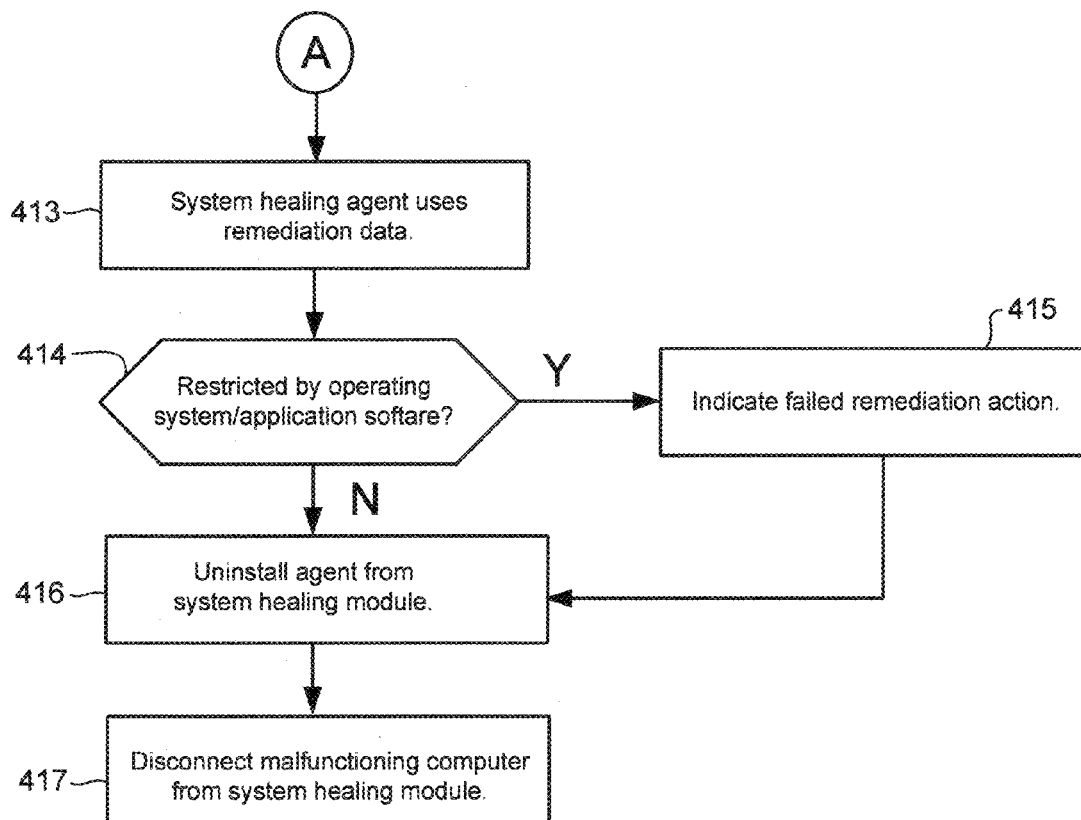 A
413
System healing agent uses
remediation data.
414
Restricted by operating
system/application softare?
Y
415
Indicate failed remediation action.
N
416
Uninstall agent from
system healing module.
417
Disconnect malfunctioning computer
from system healing module.